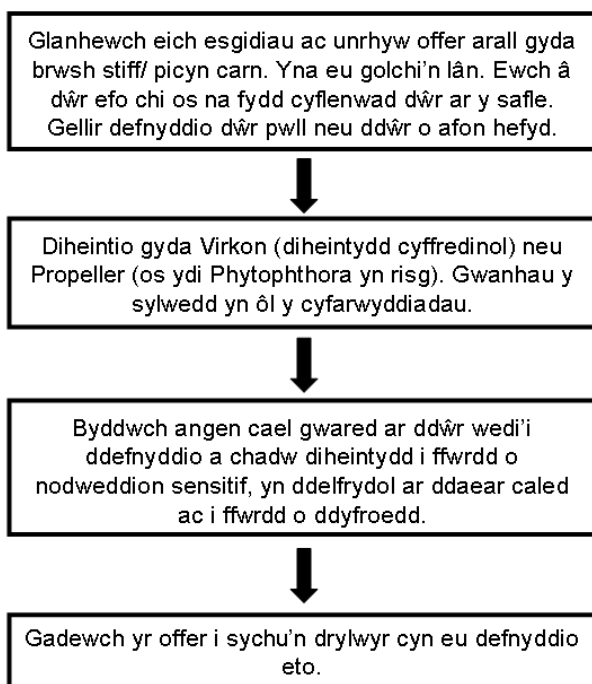 Glanhewch eich esgidiau ac unrhyw offer arall gyda
brwsh stiff/ picyn carn. Yna eu golchi’n lân. Ewch â
dŵr efo chi os na fydd cyflenwad dŵr ar y safle.
Gellir defnyddio dŵr pwll neu ddŵr o afon hefyd.
Diheintio gyda Virkon (diheintydd cyffredinol) neu
Propeller (os ydi Phytophthora yn risg). Gwanhau y
sylwedd yn ôl y cyfarwyddiadau.
Byddwch angen cael gwared ar ddŵr wedi’i
ddefnyddio a chadw diheintydd i ffwrdd o
nodweddion sensitif, yn ddelfrydol ar ddaear caled
ac i ffwrdd o ddyfroedd.
Gadewch yr offer i sychu’n drylwyr cyn eu defnyddio
eto.